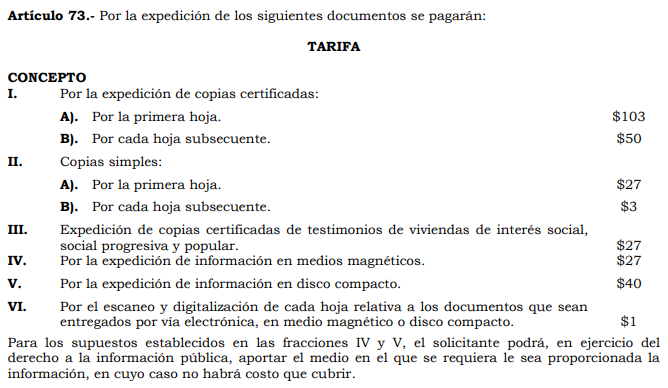 Artículo 73.- Por la expedición de los siguientes documentos se pagarán:
TARIFA
CONCEPTO
I. Por la expedición de copias certificadas:
A). Por la primera hoja. $103
B). Por cada hoja subsecuente. $50
II. Copias simples:
A). Por la primera hoja. $27
B). Por cada hoja subsecuente. $3
III. Expedición de copias certificadas de testimonios de viviendas de interés social,
social progresiva y popular. $27
IV. Por la expedición de información en medios magnéticos. $27
V. Por la expedición de información en disco compacto. $40
VI. Por el escaneo y digitalización de cada hoja relativa a los documentos que sean
entregados por vía electrónica, en medio magnético o disco compacto. $1
Para los supuestos establecidos en las fracciones IV y V, el solicitante podrá, en ejercicio del
derecho a la información pública, aportar el medio en el que se requiera le sea proporcionada la
información, en cuyo caso no habrá costo que cubrir.